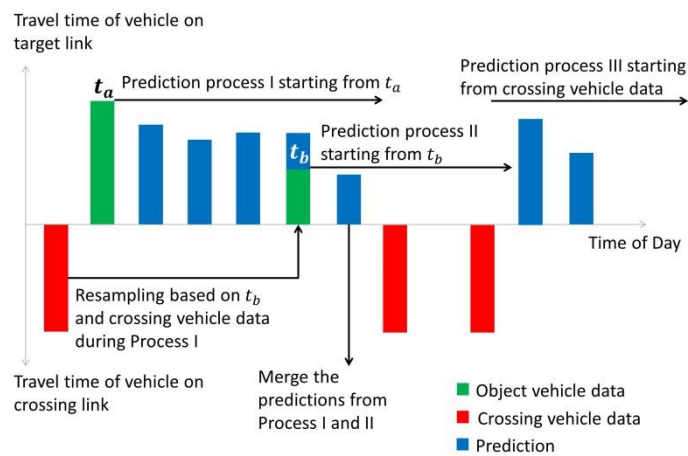 Travel time of vehicle on
target link
t_a
Prediction process I starting from t_a
Prediction process III starting
from crossing vehicle data
Prediction process II
starting from t_b
t_b
Time of Day
Resampling based on t_b
and crossing vehicle data
during Process I
Travel time of vehicle on
crossing link
Merge the
predictions from
Process I and II
Object vehicle data
Crossing vehicle data
Prediction